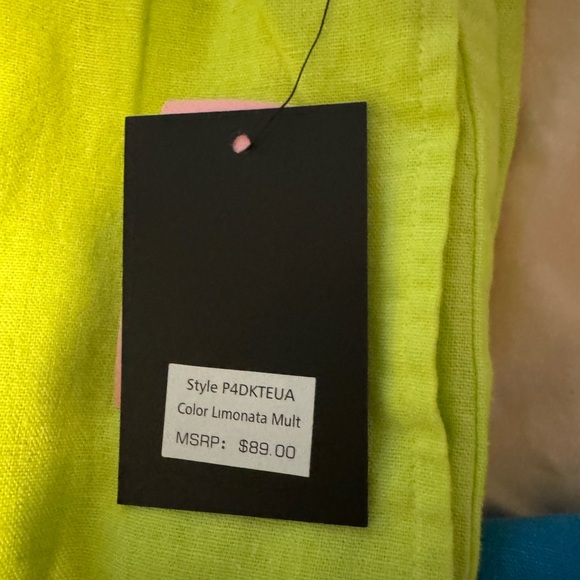 Style P4DKTEUA
Color Limonata Mult
MSRP: $89.00